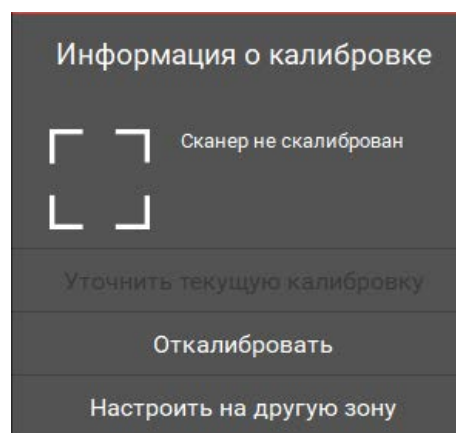 Информация о калибровке
Сканер не скалиброван
Уточнить текущую калибровку
Откалибровать
Настроить на другую зону